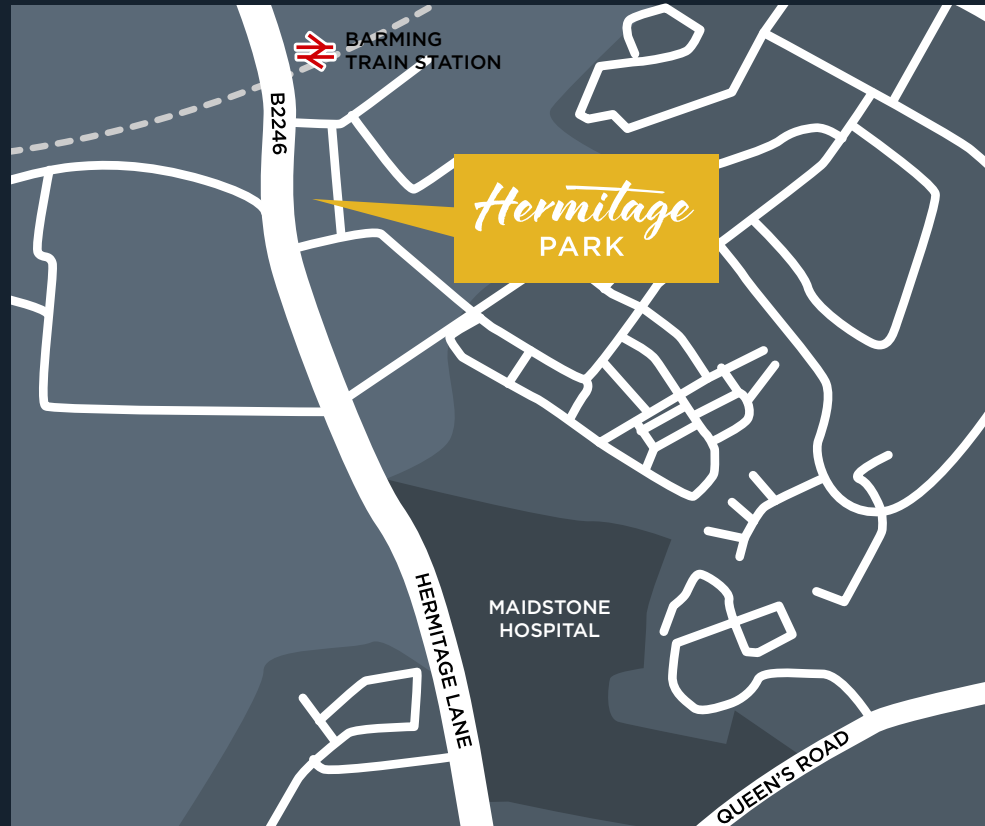 BARMING
TRAIN STATION
B2246
Hermitage
PARK
MAIDSTONE
HOSPITAL
HERMITAGE LANE
QUEEN'S ROAD